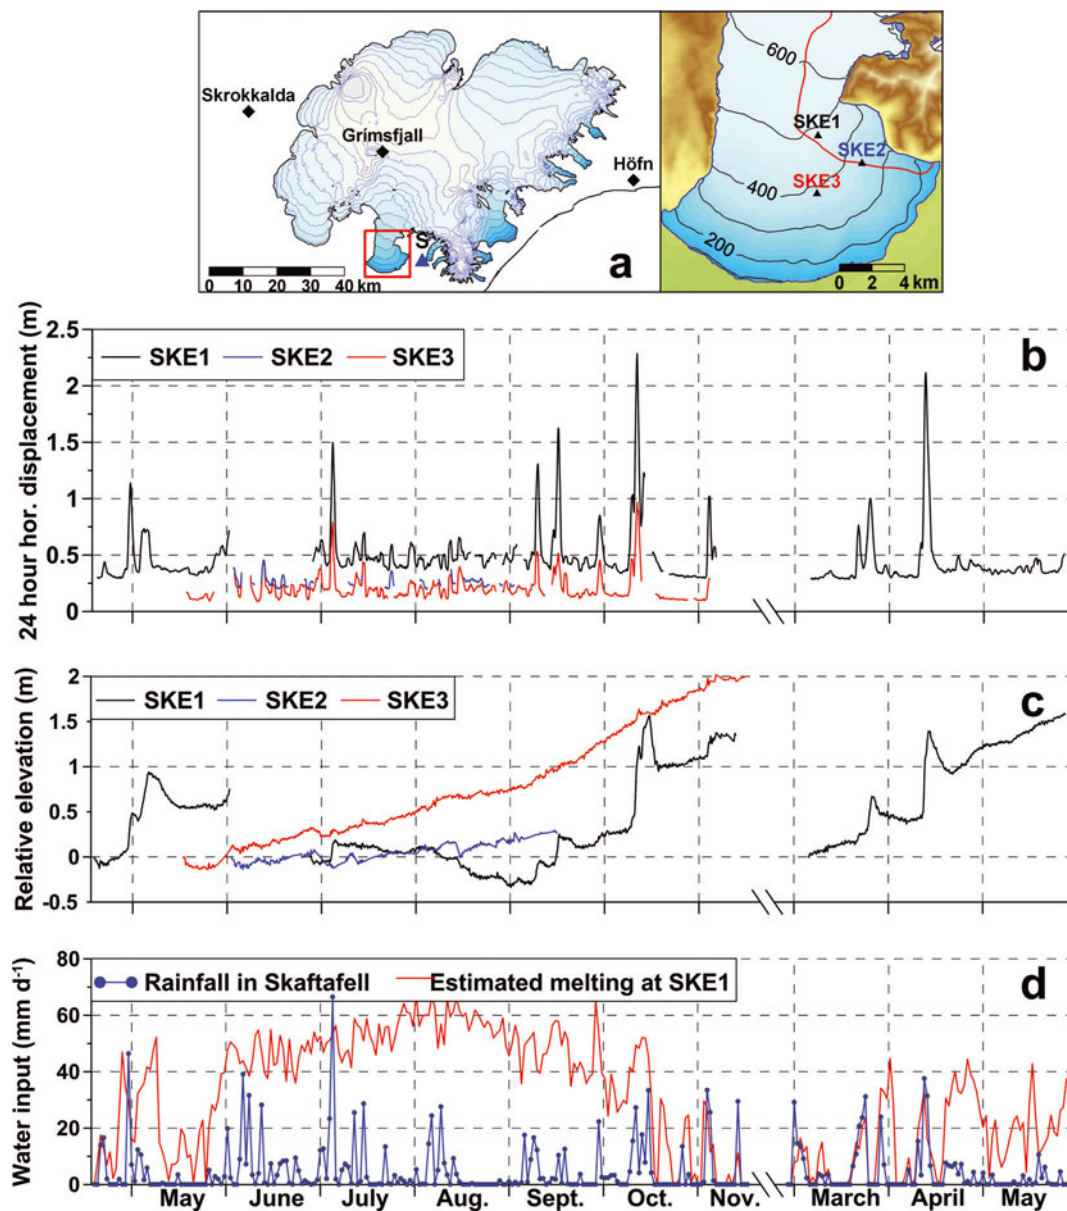 Skrokkalda
Grímsfjall
Höfn
S
0 10 20 30 40 km
a
600
SKE1
SKE2
400
SKE3
200
0 2 4 km
24 hour hor. displacement (m)
2.5
2
1.5
1
0.5
0
SKE1 SKE2 SKE3
b
Relative elevation (m)
2
1.5
1
0.5
0
-0.5
SKE1 SKE2 SKE3
c
Water input (mm d⁻¹)
80
60
40
20
0
Rainfall in Skaftafell Estimated melting at SKE1
d
May June July Aug. Sept. Oct. Nov. March April May